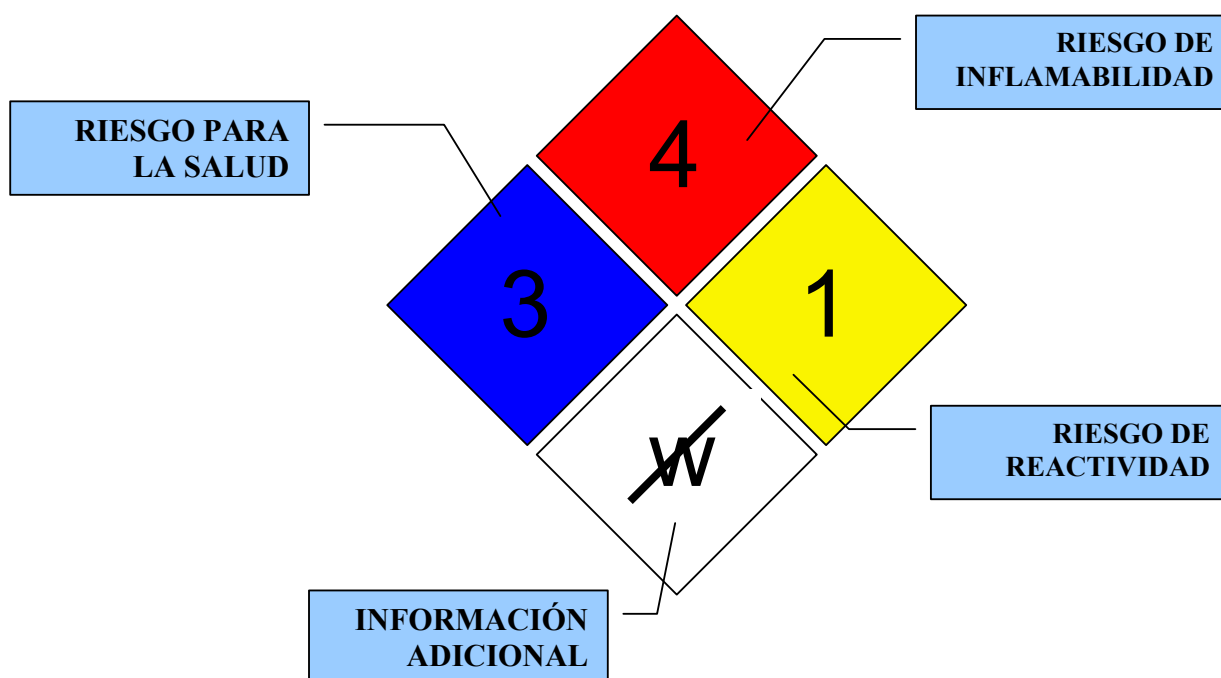 RIESGO DE
INFLAMABILIDAD
RIESGO PARA
LA SALUD
4
3
1
W
RIESGO DE
REACTIVIDAD
INFORMACIÓN
ADICIONAL